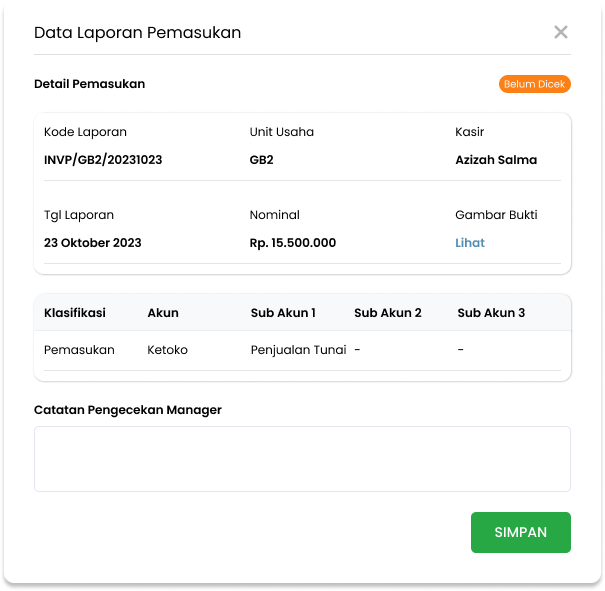 Data Laporan Pemasukan
Detail Pemasukan Belum Dicek
Kode Laporan Unit Usaha Kasir
INVP/GB2/20231023 GB2 Azizah Salma
Tgl Laporan Nominal Gambar Bukti
23 Oktober 2023 Rp. 15.500.000 Lihat
Klasifikasi Akun Sub Akun 1 Sub Akun 2 Sub Akun 3
Pemasukan Ketoko Penjualan Tunai - -
Catatan Pengecekan Manager
SIMPAN